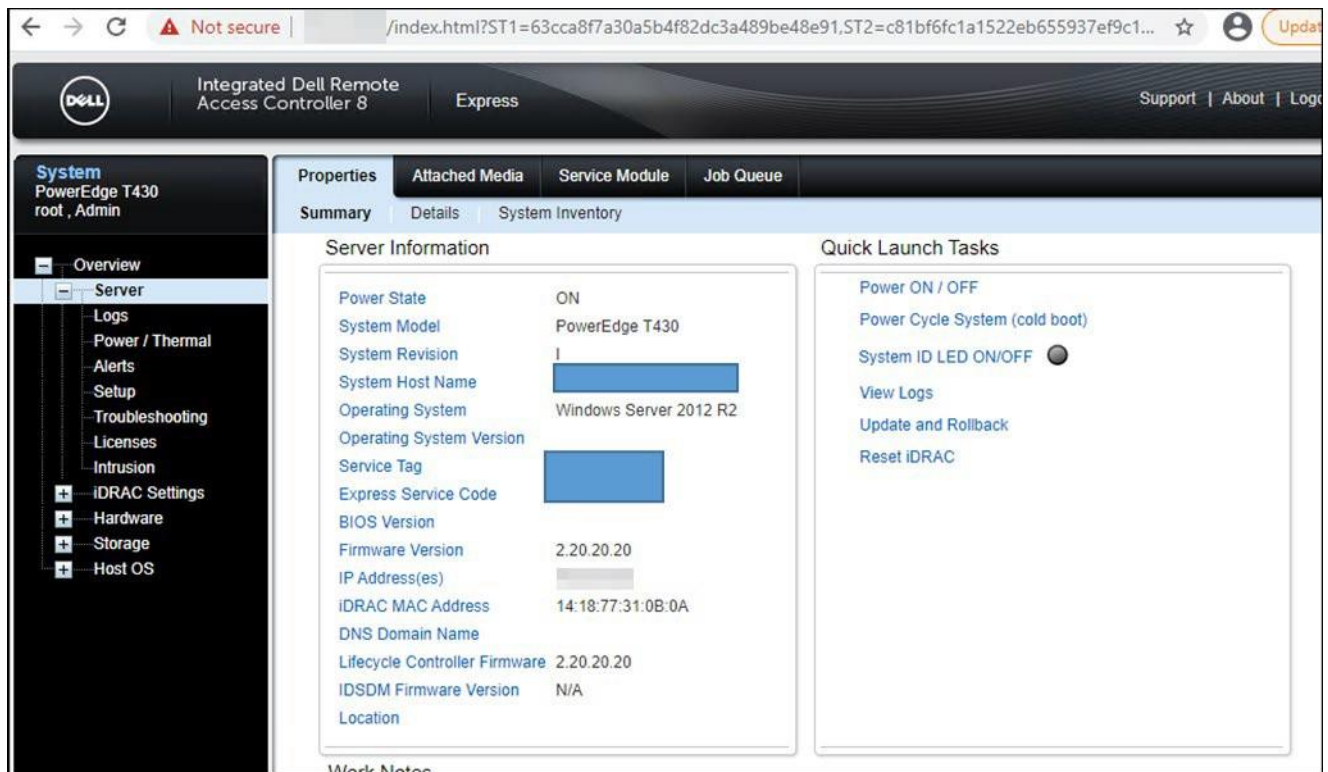 Not secure | /index.html?ST1=63cca8f7a30a5b4f82dc3a489be48e91,ST2=c81bf6fc1a1522eb655937ef9c1...
DELL
Integrated Dell Remote
Access Controller 8
Express
Support | About |
System
PowerEdge T430
root , Admin
Properties Attached Media Service Module Job Queue
Summary Details System Inventory
Overview
Server
Logs
Power / Thermal
Alerts
Setup
Troubleshooting
Licenses
Intrusion
iDRAC Settings
Hardware
Storage
Host OS
Server Information
Power State ON
System Model PowerEdge T430
System Revision I
System Host Name
Operating System Windows Server 2012 R2
Operating System Version
Service Tag
Express Service Code
BIOS Version
Firmware Version 2.20.20.20
IP Address(es)
iDRAC MAC Address 14:18:77:31:0B:0A
DNS Domain Name
Lifecycle Controller Firmware 2.20.20.20
IDSDM Firmware Version N/A
Location
Quick Launch Tasks
Power ON / OFF
Power Cycle System (cold boot)
System ID LED ON/OFF
View Logs
Update and Rollback
Reset iDRAC
Work Notes